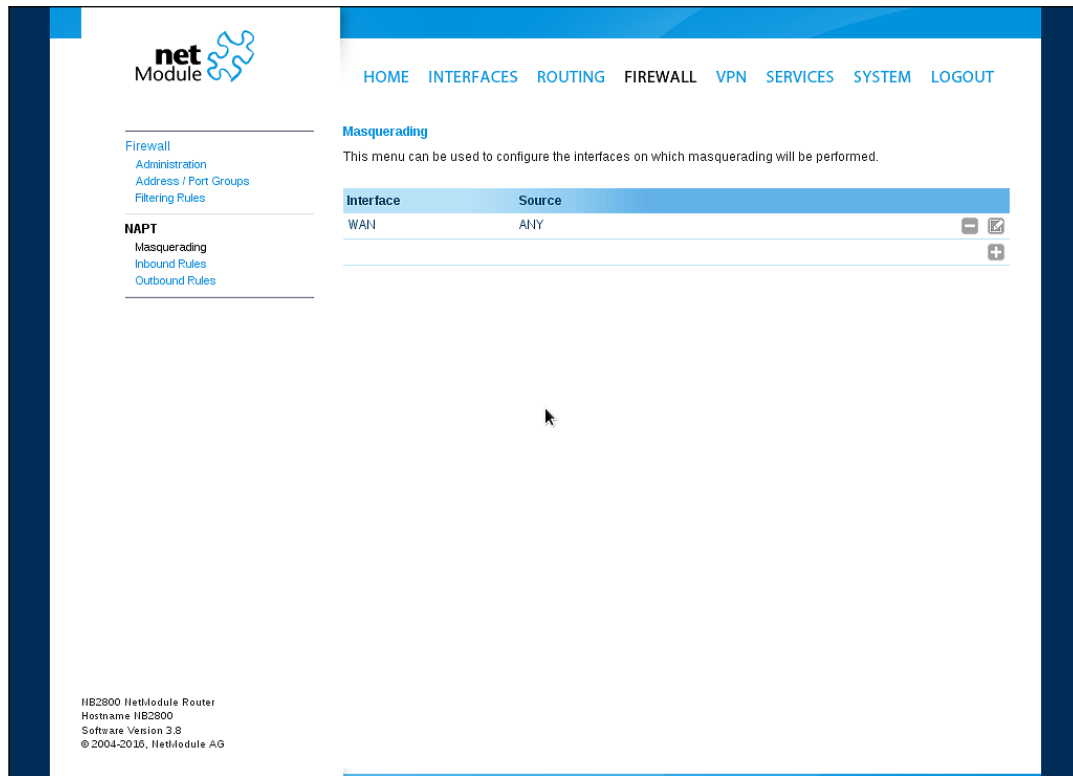 net
Module
HOME INTERFACES ROUTING FIREWALL VPN SERVICES SYSTEM LOGOUT
Firewall
Administration
Address / Port Groups
Filtering Rules
NAPT
Masquerading
Inbound Rules
Outbound Rules
Masquerading
This menu can be used to configure the interfaces on which masquerading will be performed.
Interface Source
WAN ANY
NB2800 NetModule Router
Hostname NB2800
Software Version 3.8
© 2004-2016, NetModule AG